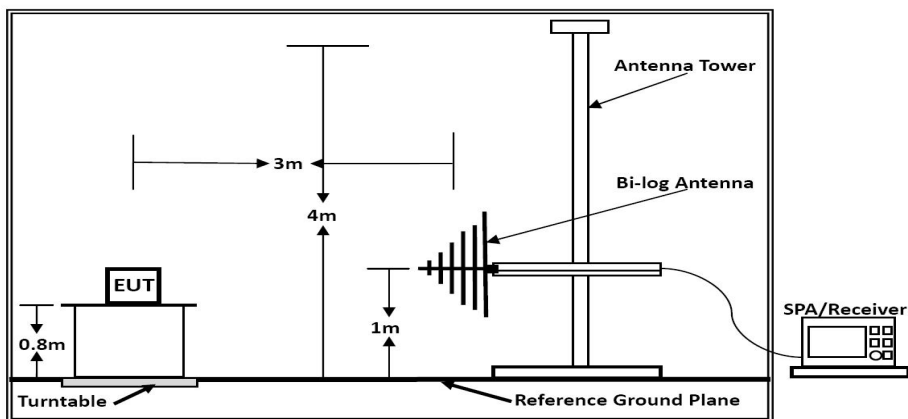 Antenna Tower
3m
Bi-log Antenna
4m
EUT
SPA/Receiver
0.8m
1m
Turntable
Reference Ground Plane